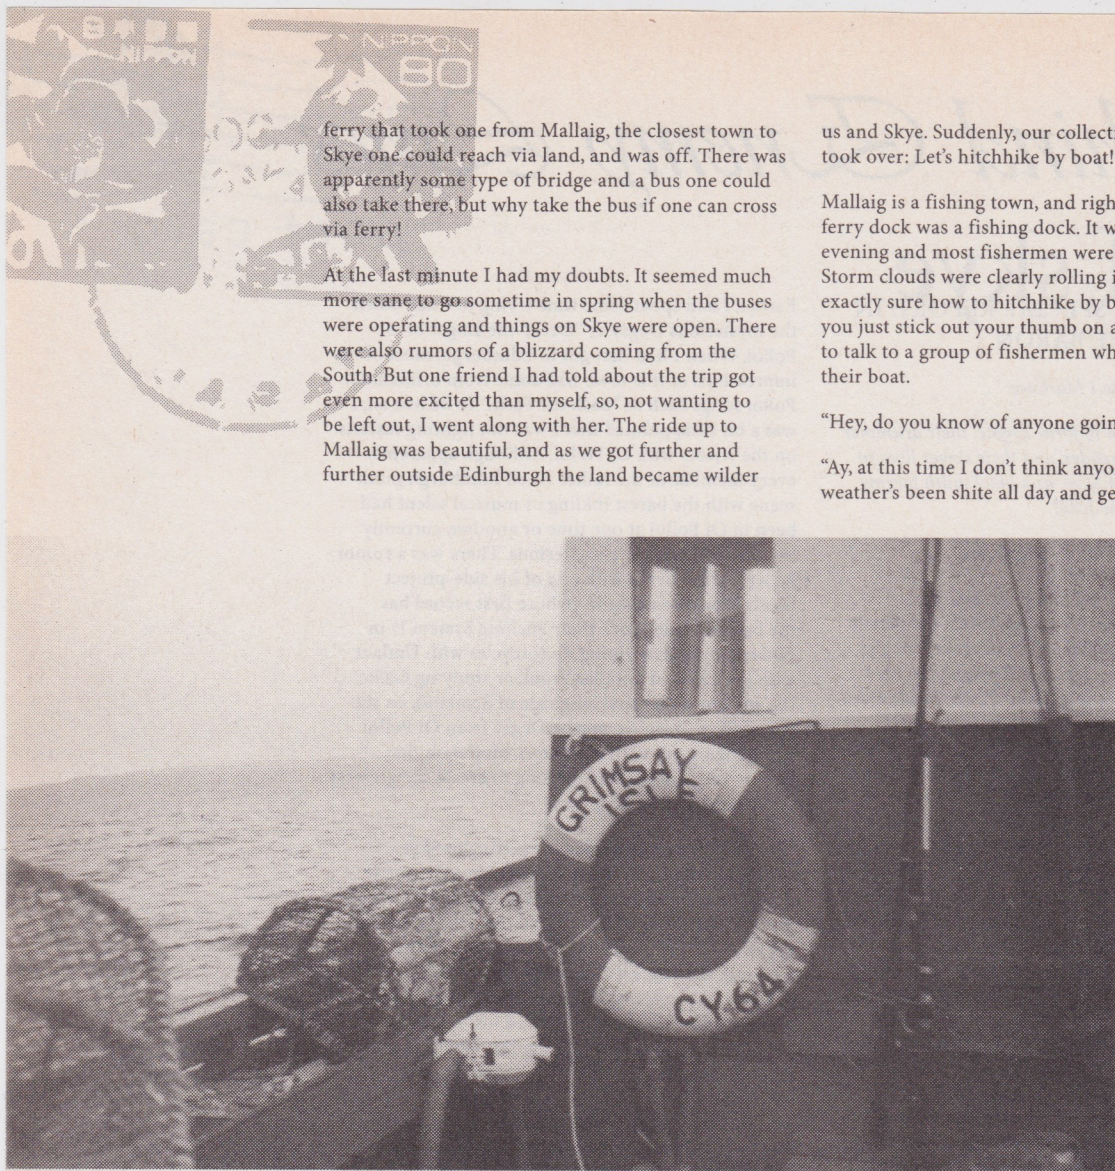 NIPPON
NIPPON
80
ferry that took one from Mallaig, the closest town to
Skye one could reach via land, and was off. There was
apparently some type of bridge and a bus one could
also take there, but why take the bus if one can cross
via ferry!
At the last minute I had my doubts. It seemed much
more sane to go sometime in spring when the buses
were operating and things on Skye were open. There
were also rumors of a blizzard coming from the
South. But one friend I had told about the trip got
even more excited than myself, so, not wanting to
be left out, I went along with her. The ride up to
Mallaig was beautiful, and as we got further and
further outside Edinburgh the land became wilder
us and Skye. Suddenly, our collecti
took over: Let's hitchhike by boat!
Mallaig is a fishing town, and righ
ferry dock was a fishing dock. It w
evening and most fishermen were
Storm clouds were clearly rolling i
exactly sure how to hitchhike by b
you just stick out your thumb on a
to talk to a group of fishermen wh
their boat.
“Hey, do you know of anyone goin
“Ay, at this time I don't think anyo
weather's been shite all day and ge
GRIMSAY
ISLE
CY.64